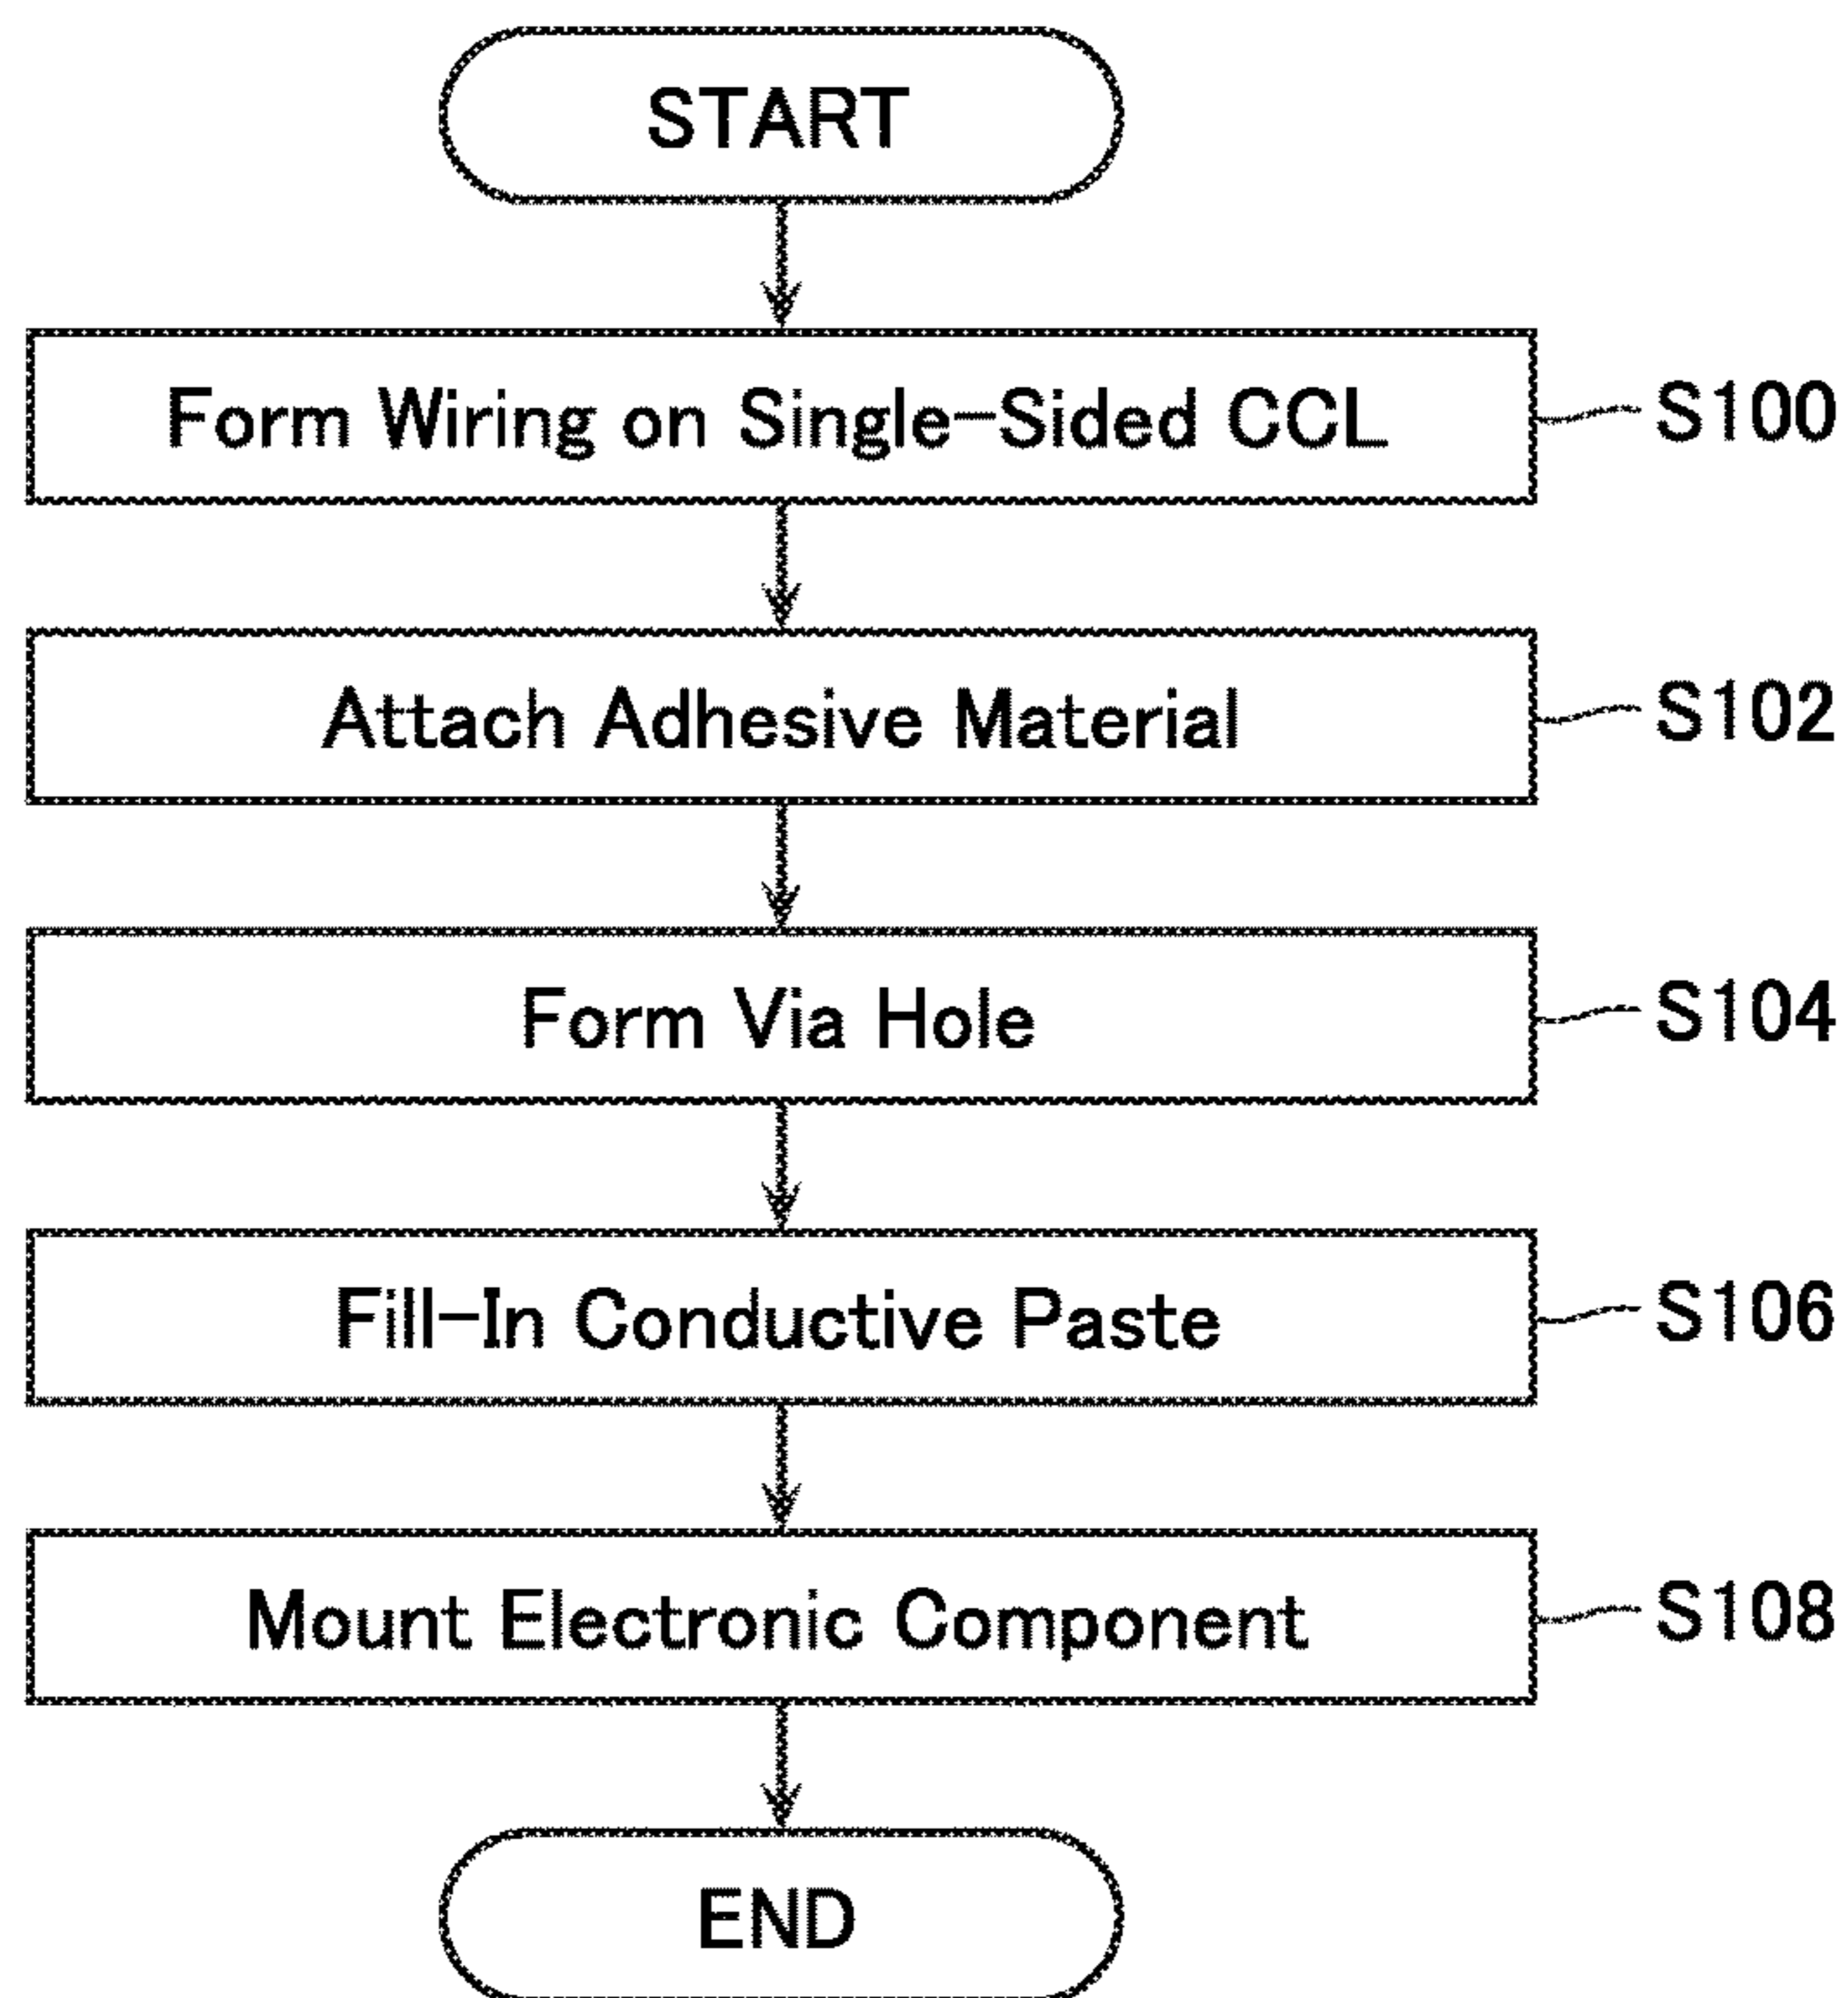 START
Form Wiring on Single-Sided CCL
S100
Attach Adhesive Material
S102
Form Via Hole
S104
Fill-In Conductive Paste
S106
Mount Electronic Component
S108
END